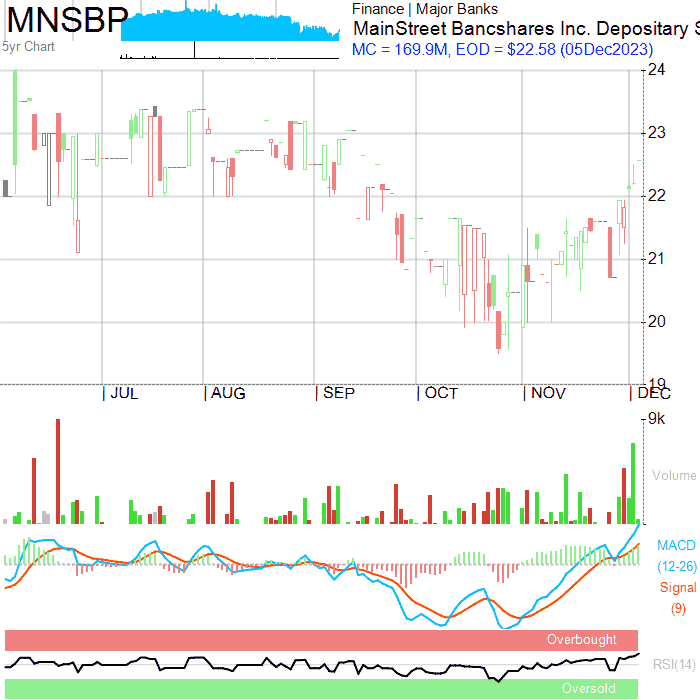 MNSBP
5yr Chart
Finance | Major Banks
MainStreet Bancshares Inc. Depositary S
MC = 169.9M, EOD = $22.58 (05Dec2023)
24
23
22
21
20
19
| JUL | AUG | SEP | OCT | NOV | DEC
9k
Volume
MACD
(12-26)
Signal
(9)
Overbought
RSI(14)
Oversold